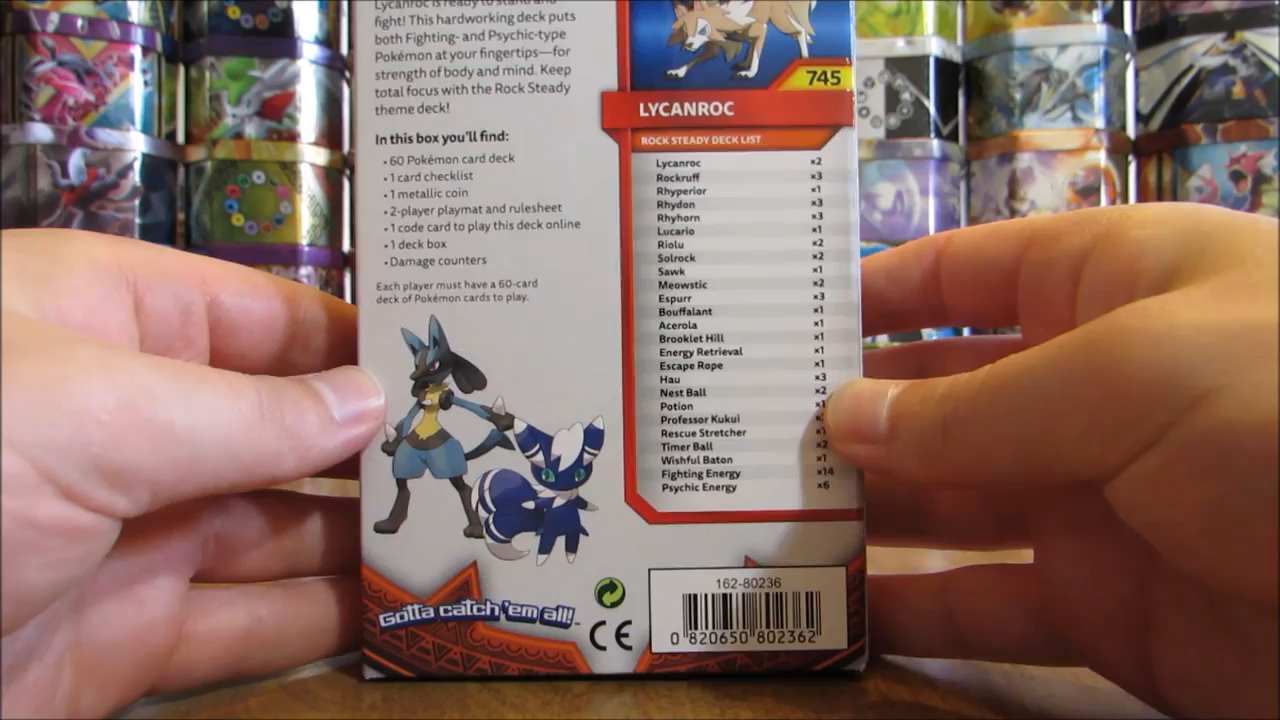 Lycanroc is ready to stand and
fight! This hardworking deck puts
both Fighting- and Psychic-type
Pokémon at your fingertips—for
strength of body and mind. Keep
total focus with the Rock Steady
theme deck!
In this box you'll find:
• 60 Pokémon card deck
• 1 card checklist
• 1 metallic coin
• 2-player playmat and rulesheet
• 1 code card to play this deck online
• 1 deck box
• Damage counters
Each player must have a 60-card
deck of Pokémon cards to play.
745
LYCANROC
ROCK STEADY DECK LIST
Lycanroc ×2
Rockruff ×3
Rhyperior ×1
Rhydon ×3
Rhyhorn ×3
Lucario ×1
Riolu ×2
Solrock ×2
Sawk ×1
Meowstic ×2
Espurr ×3
Bouffalant ×1
Acerola ×1
Brooklet Hill ×1
Energy Retrieval ×1
Escape Rope ×1
Hau ×3
Nest Ball ×2
Potion ×1
Professor Kukui
Rescue Stretcher ×1
Timer Ball ×2
Wishful Baton ×1
Fighting Energy ×14
Psychic Energy ×6
Gotta catch 'em all!™
CE
162-80236
0 820650 802362